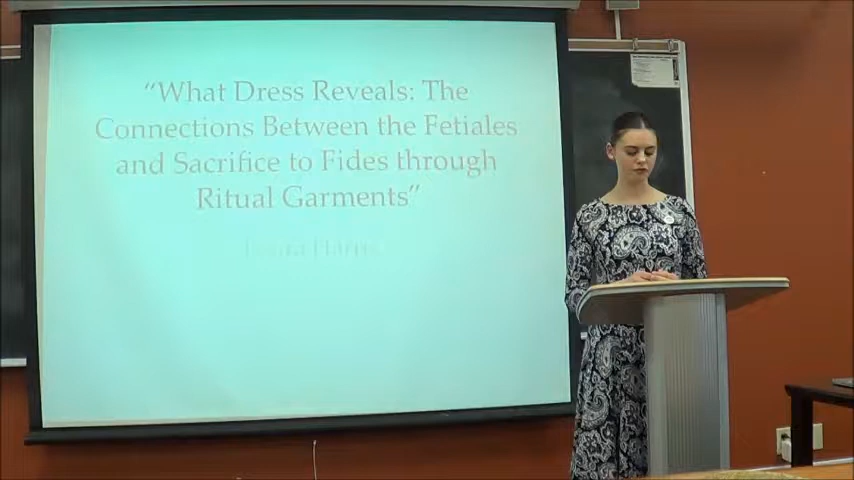 “What Dress Reveals: The
Connections Between the Fetiales
and Sacrifice to Fides through
Ritual Garments”